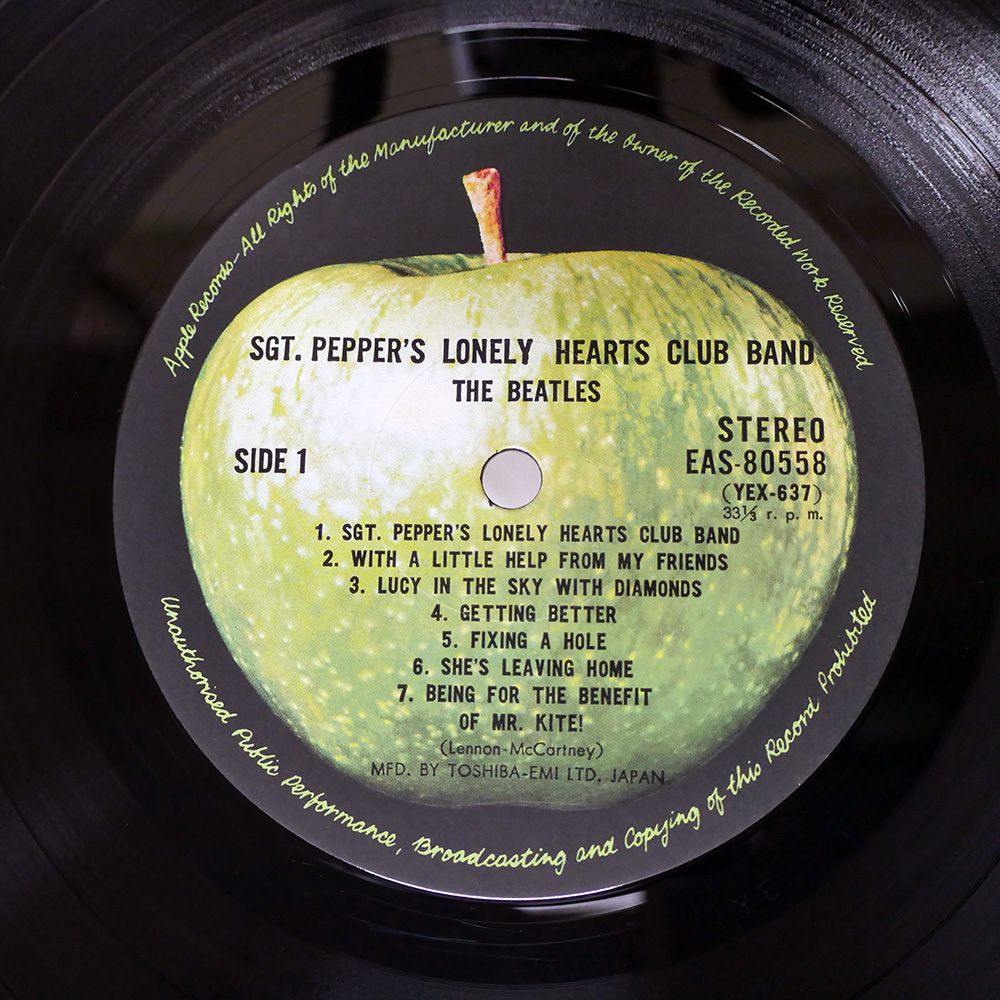 Apple Records-All Rights of the Manufacturer and of the Owner of the Recorded Work Reserved
SGT. PEPPER'S LONELY HEARTS CLUB BAND
THE BEATLES
STEREO
SIDE 1
EAS-80558
(YEX-637)
33⅓ r. p. m.
1. SGT. PEPPER'S LONELY HEARTS CLUB BAND
2. WITH A LITTLE HELP FROM MY FRIENDS
3. LUCY IN THE SKY WITH DIAMONDS
4. GETTING BETTER
5. FIXING A HOLE
6. SHE'S LEAVING HOME
7. BEING FOR THE BENEFIT
OF MR. KITE!
(Lennon-McCartney)
MFD. BY TOSHIBA-EMI LTD. JAPAN
Unauthorised Public Performance, Broadcasting and Copying of this Record Prohibited